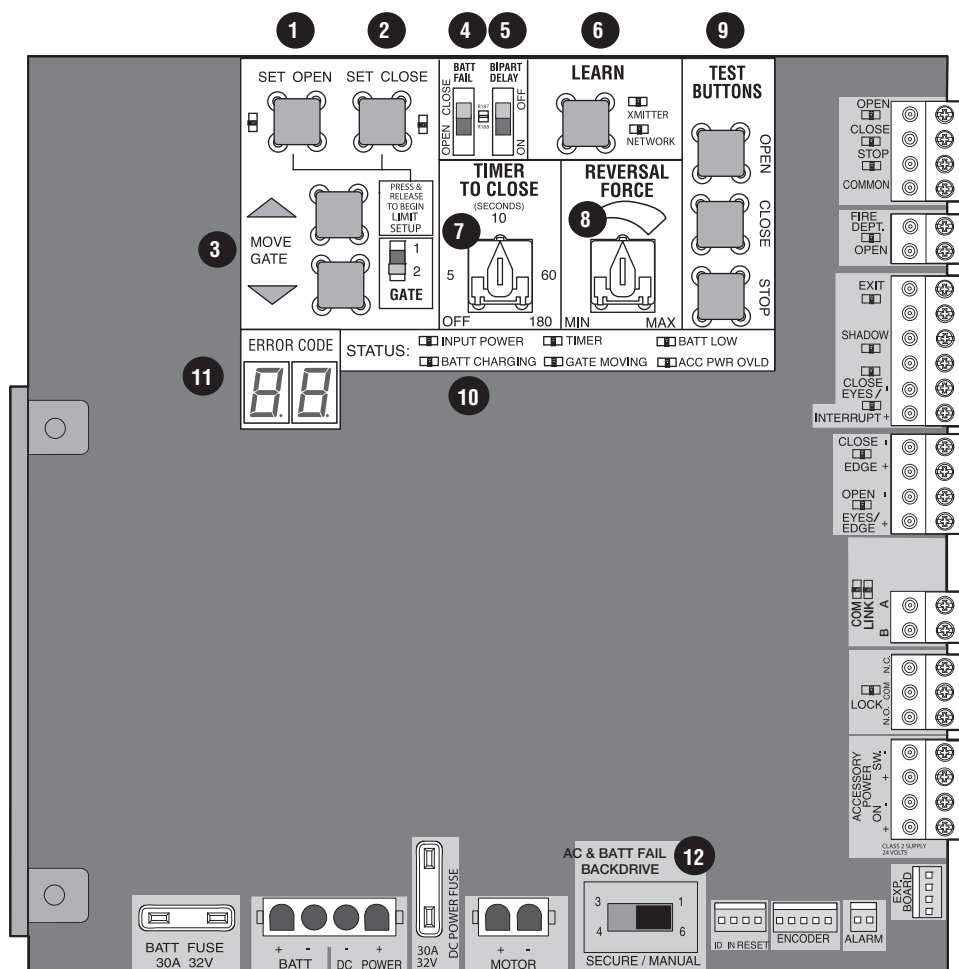 1
2
4
5
6
9
SET OPEN
SET CLOSE
BATT
FAIL
BIPART
DELAY
OPEN
CLOSE
R187
R188
ON
OFF
LEARN
XMITTER
NETWORK
TEST
BUTTONS
OPEN
CLOSE
STOP
3
MOVE
GATE
PRESS &
RELEASE
TO BEGIN
LIMIT
SETUP
1
2
GATE
7
TIMER
TO CLOSE
(SECONDS)
10
5
60
OFF
180
8
REVERSAL
FORCE
MIN
MAX
11
ERROR CODE
8.8.
STATUS:
INPUT POWER
TIMER
BATT LOW
BATT CHARGING
GATE MOVING
ACC PWR OVLD
10
OPEN
CLOSE
STOP
COMMON
FIRE
DEPT.
OPEN
EXIT
SHADOW
CLOSE
EYES/ -
INTERRUPT +
CLOSE -
EDGE +
OPEN -
EYES/
EDGE +
COM
LINK
A
B
LOCK
N.C.
COM
N.O.
ACCESSORY
POWER
ON SW.
-
+
-
+
CLASS 2 SUPPLY
24 VOLTS
EXP.
BOARD
BATT FUSE
30A 32V
+ - - +
BATT
DC POWER
30A
32V
DC POWER FUSE
+ -
MOTOR
AC & BATT FAIL
BACKDRIVE
12
3
1
4
6
SECURE / MANUAL
ID IN RESET
ENCODER
ALARM